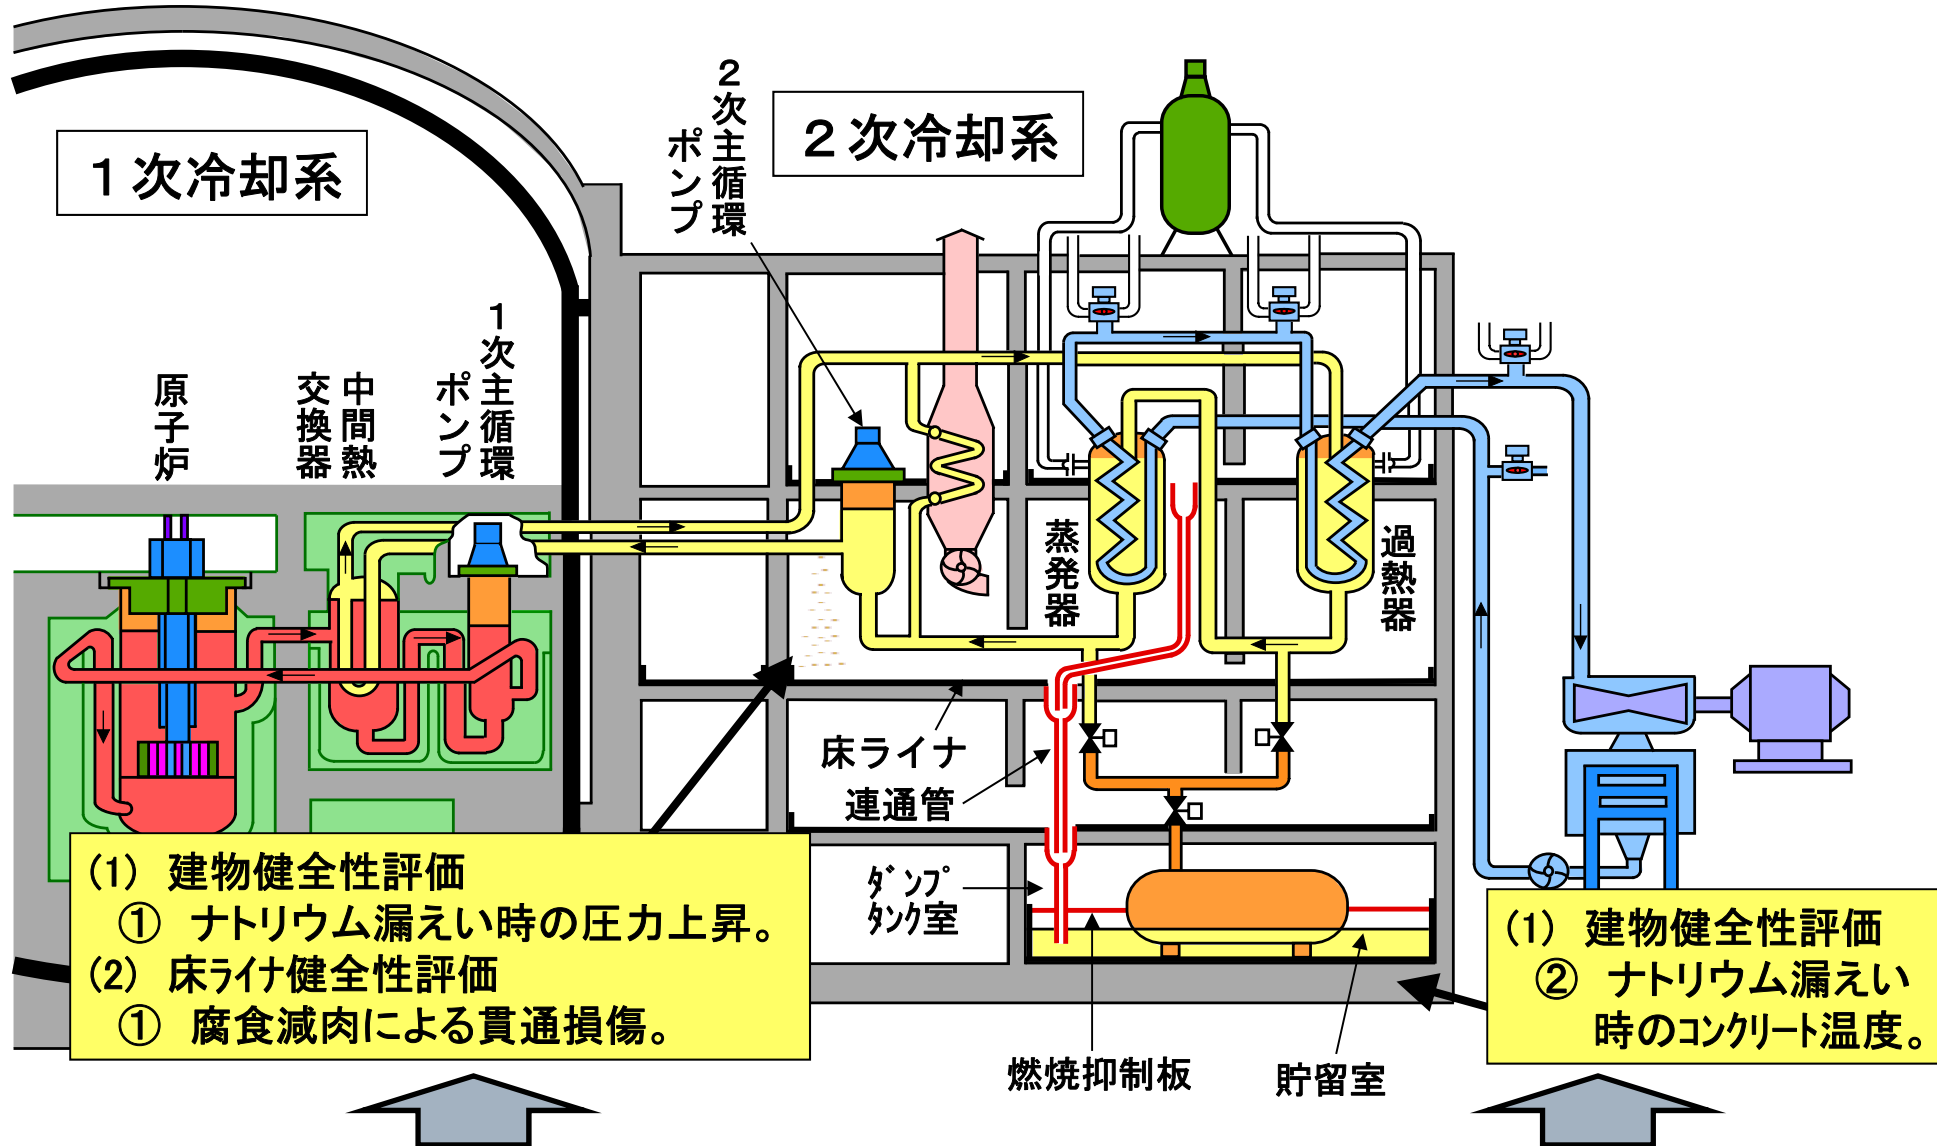 １次冷却系
２次冷却系
２次主循環
ポンプ
１次主循環
ポンプ
中間熱
交換器
原子炉
蒸発器
過熱器
床ライナ
連通管
ﾀﾞﾝﾌﾟ
ﾀﾝｸ室
燃焼抑制板
貯留室
(1) 建物健全性評価
① ナトリウム漏えい時の圧力上昇。
(2) 床ﾗｲﾅ健全性評価
① 腐食減肉による貫通損傷。
(1) 建物健全性評価
② ナトリウム漏えい
時のｺﾝｸﾘｰﾄ温度。